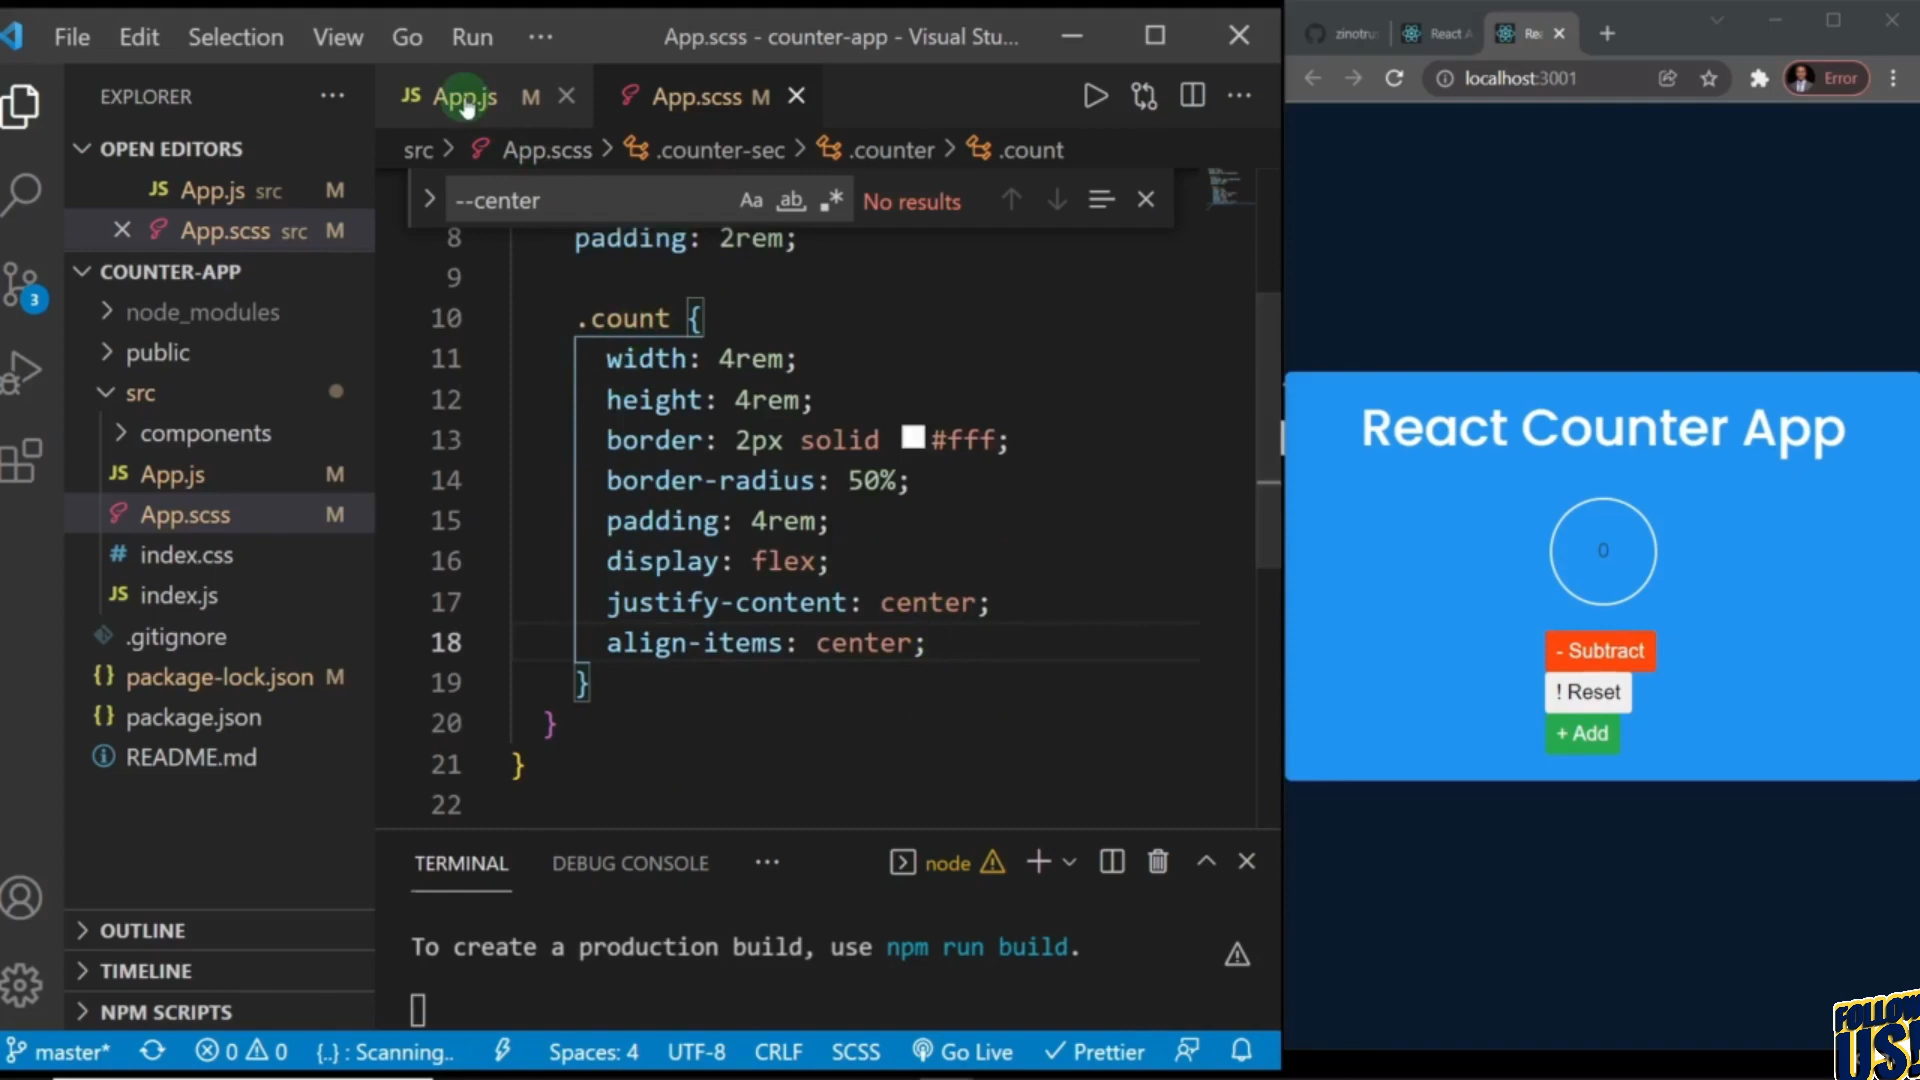 File Edit Selection View Go Run ··· App.scss - counter-app - Visual Stu...
EXPLORER ···
JS App.js M
App.scss M
src > App.scss > .counter-sec > .counter > .count
--center Aa ab .* No results
OPEN EDITORS
JS App.js src M
App.scss src M
COUNTER-APP
node_modules
public
src
components
JS App.js M
App.scss M
# index.css
JS index.js
.gitignore
{} package-lock.json M
{} package.json
README.md
OUTLINE
TIMELINE
NPM SCRIPTS
3
8 padding: 2rem;
9
10 .count {
11 width: 4rem;
12 height: 4rem;
13 border: 2px solid #fff;
14 border-radius: 50%;
15 padding: 4rem;
16 display: flex;
17 justify-content: center;
18 align-items: center;
19 }
20 }
21 }
22
TERMINAL DEBUG CONSOLE ··· node
To create a production build, use npm run build.
master* 0 0 {..} : Scanning.. Spaces: 4 UTF-8 CRLF SCSS Go Live Prettier
zinotru
React A
Rea
localhost:3001
Error
React Counter App
0
- Subtract
! Reset
+ Add
FOLLOW
US